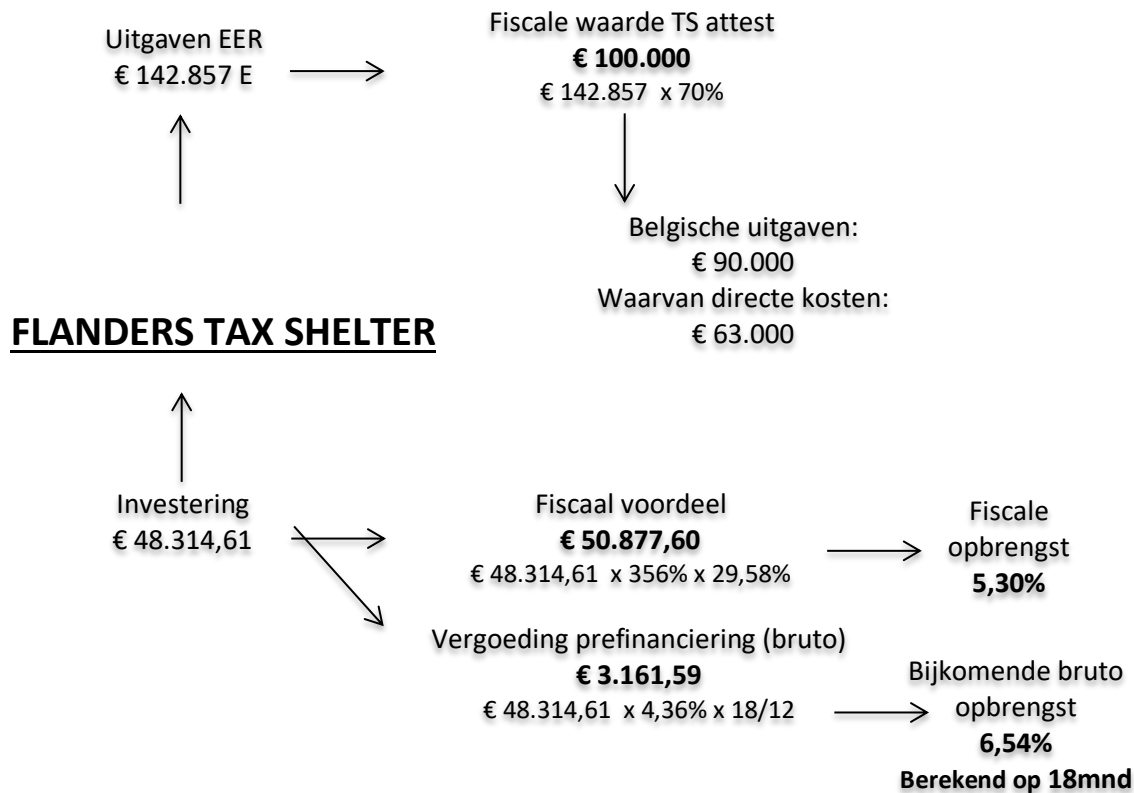 Uitgaven EER
€ 142.857 E
Fiscale waarde TS attest
€ 100.000
€ 142.857 x 70%
Belgische uitgaven:
€ 90.000
Waarvan directe kosten:
€ 63.000
FLANDERS TAX SHELTER
Investering
€ 48.314,61
Fiscaal voordeel
€ 50.877,60
€ 48.314,61 x 356% x 29,58%
Fiscale
opbrengst
5,30%
Vergoeding prefinanciering (bruto)
€ 3.161,59
€ 48.314,61 x 4,36% x 18/12
Bijkomende bruto
opbrengst
6,54%
Berekend op 18mnd